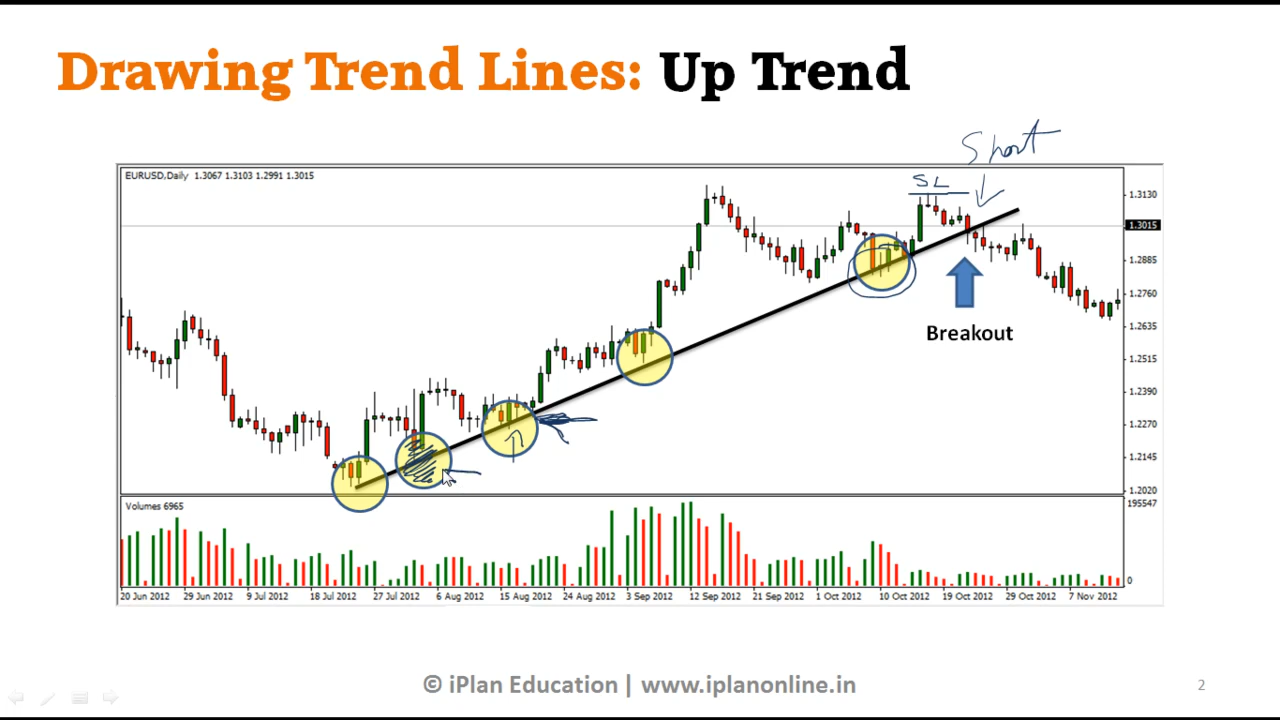 Drawing Trend Lines: Up Trend
Short
SL
EURUSD,Daily 1.3067 1.3103 1.2991 1.3015
1.3130
1.3015
1.2885
1.2760
1.2635
1.2515
1.2390
1.2270
1.2145
1.2020
Breakout
Volumes 6965
195547
0
20 Jun 2012 29 Jun 2012 9 Jul 2012 18 Jul 2012 27 Jul 2012 6 Aug 2012 15 Aug 2012 24 Aug 2012 3 Sep 2012 12 Sep 2012 21 Sep 2012 1 Oct 2012 10 Oct 2012 19 Oct 2012 29 Oct 2012 7 Nov 2012
© iPlan Education | www.iplanonline.in
2